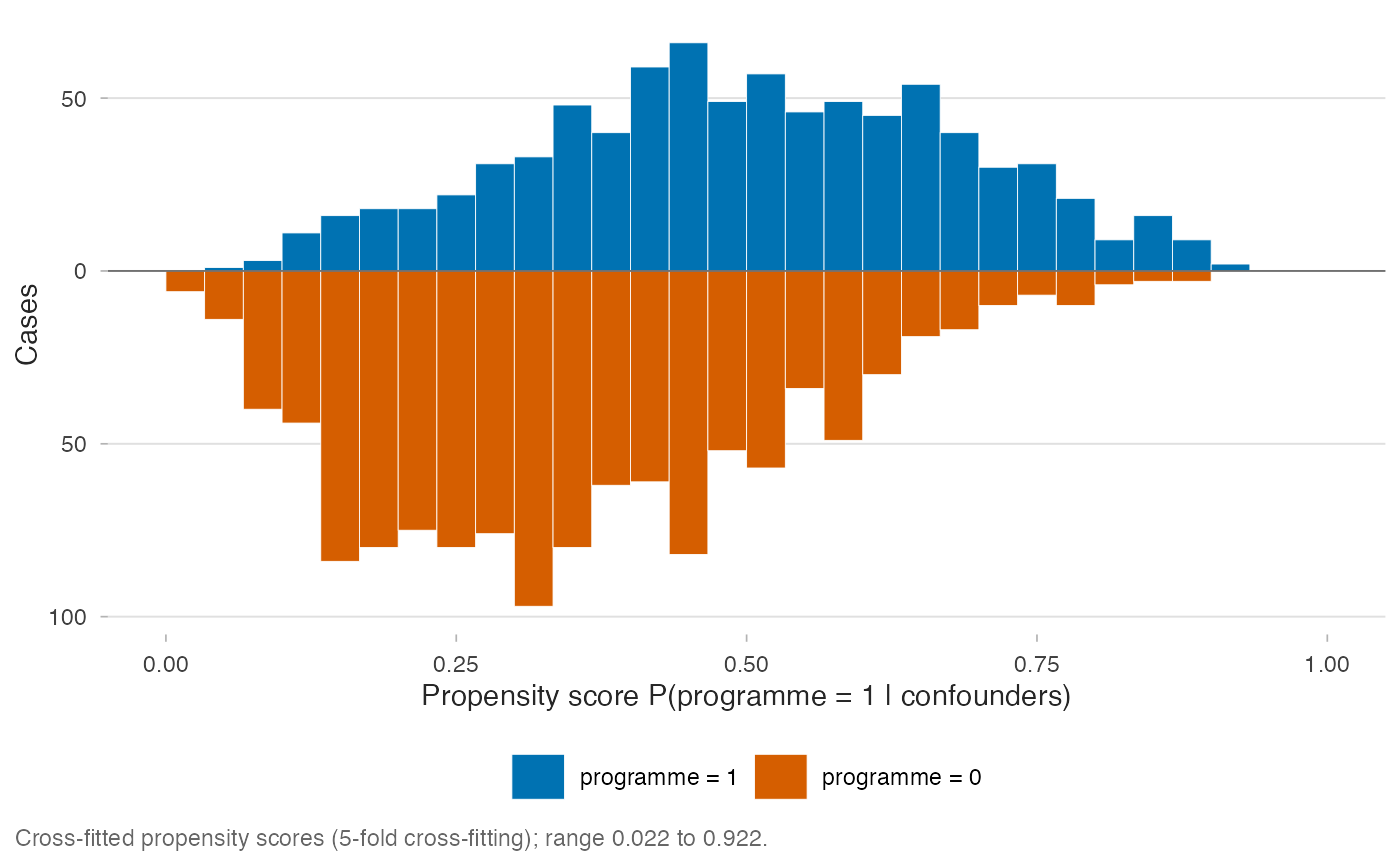 50
0
50
100
Cases
0.00 0.25 0.50 0.75 1.00
Propensity score P(programme = 1 | confounders)
programme = 1 programme = 0
Cross-fitted propensity scores (5-fold cross-fitting); range 0.022 to 0.922.